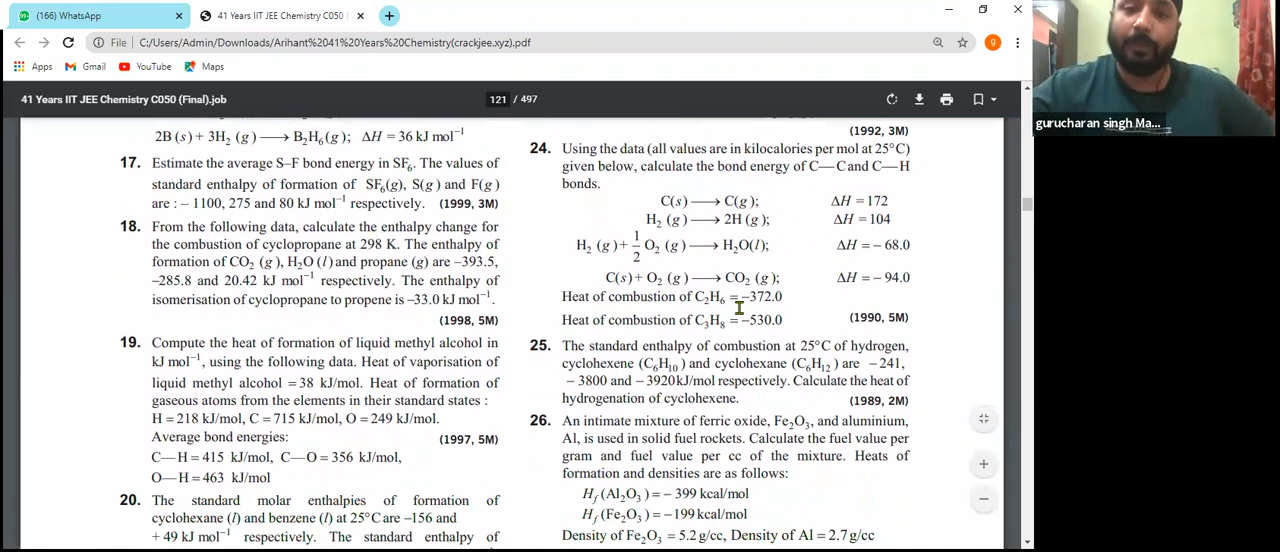 (166) WhatsApp
41 Years IIT JEE Chemistry C050 (
File
C:/Users/Admin/Downloads/Arihant%2041%20Years%20Chemistry(crackjee.xyz).pdf
g
Apps
Gmail
YouTube
Maps
41 Years IIT JEE Chemistry C050 (Final).job
121 / 497
gurucharan singh Ma...
2B (s) + 3H₂ (g) ⟶ B₂H₆(g); ΔH = 36 kJ mol⁻¹
17. Estimate the average S–F bond energy in SF₆. The values of
standard enthalpy of formation of SF₆(g), S(g) and F(g)
are : – 1100, 275 and 80 kJ mol⁻¹ respectively. (1999, 3M)
18. From the following data, calculate the enthalpy change for
the combustion of cyclopropane at 298 K. The enthalpy of
formation of CO₂ (g), H₂O (l) and propane (g) are –393.5,
–285.8 and 20.42 kJ mol⁻¹ respectively. The enthalpy of
isomerisation of cyclopropane to propene is –33.0 kJ mol⁻¹.
(1998, 5M)
19. Compute the heat of formation of liquid methyl alcohol in
kJ mol⁻¹, using the following data. Heat of vaporisation of
liquid methyl alcohol = 38 kJ/mol. Heat of formation of
gaseous atoms from the elements in their standard states :
H = 218 kJ/mol, C = 715 kJ/mol, O = 249 kJ/mol.
Average bond energies: (1997, 5M)
C—H = 415 kJ/mol, C—O = 356 kJ/mol,
O—H = 463 kJ/mol
20. The standard molar enthalpies of formation of
cyclohexane (l) and benzene (l) at 25°C are –156 and
+ 49 kJ mol⁻¹ respectively. The standard enthalpy of
(1992, 3M)
24. Using the data (all values are in kilocalories per mol at 25°C)
given below, calculate the bond energy of C—C and C—H
bonds.
C(s) ⟶ C(g); ΔH = 172
H₂ (g) ⟶ 2H (g); ΔH = 104
H₂ (g) + 1/2 O₂ (g) ⟶ H₂O(l); ΔH = – 68.0
C(s) + O₂ (g) ⟶ CO₂ (g); ΔH = – 94.0
Heat of combustion of C₂H₆ = –372.0
Heat of combustion of C₃H₈ = –530.0 (1990, 5M)
25. The standard enthalpy of combustion at 25°C of hydrogen,
cyclohexene (C₆H₁₀) and cyclohexane (C₆H₁₂) are – 241,
– 3800 and – 3920 kJ/mol respectively. Calculate the heat of
hydrogenation of cyclohexene. (1989, 2M)
26. An intimate mixture of ferric oxide, Fe₂O₃, and aluminium,
Al, is used in solid fuel rockets. Calculate the fuel value per
gram and fuel value per cc of the mixture. Heats of
formation and densities are as follows:
H_f (Al₂O₃) = – 399 kcal/mol
H_f (Fe₂O₃) = – 199 kcal/mol
Density of Fe₂O₃ = 5.2 g/cc, Density of Al = 2.7 g/cc